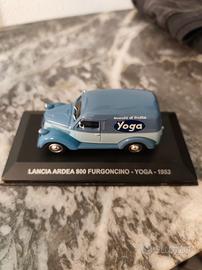 Succhi di frutta
Yoga
LANCIA ARDEA 800 FURGONCINO - YOGA - 1953